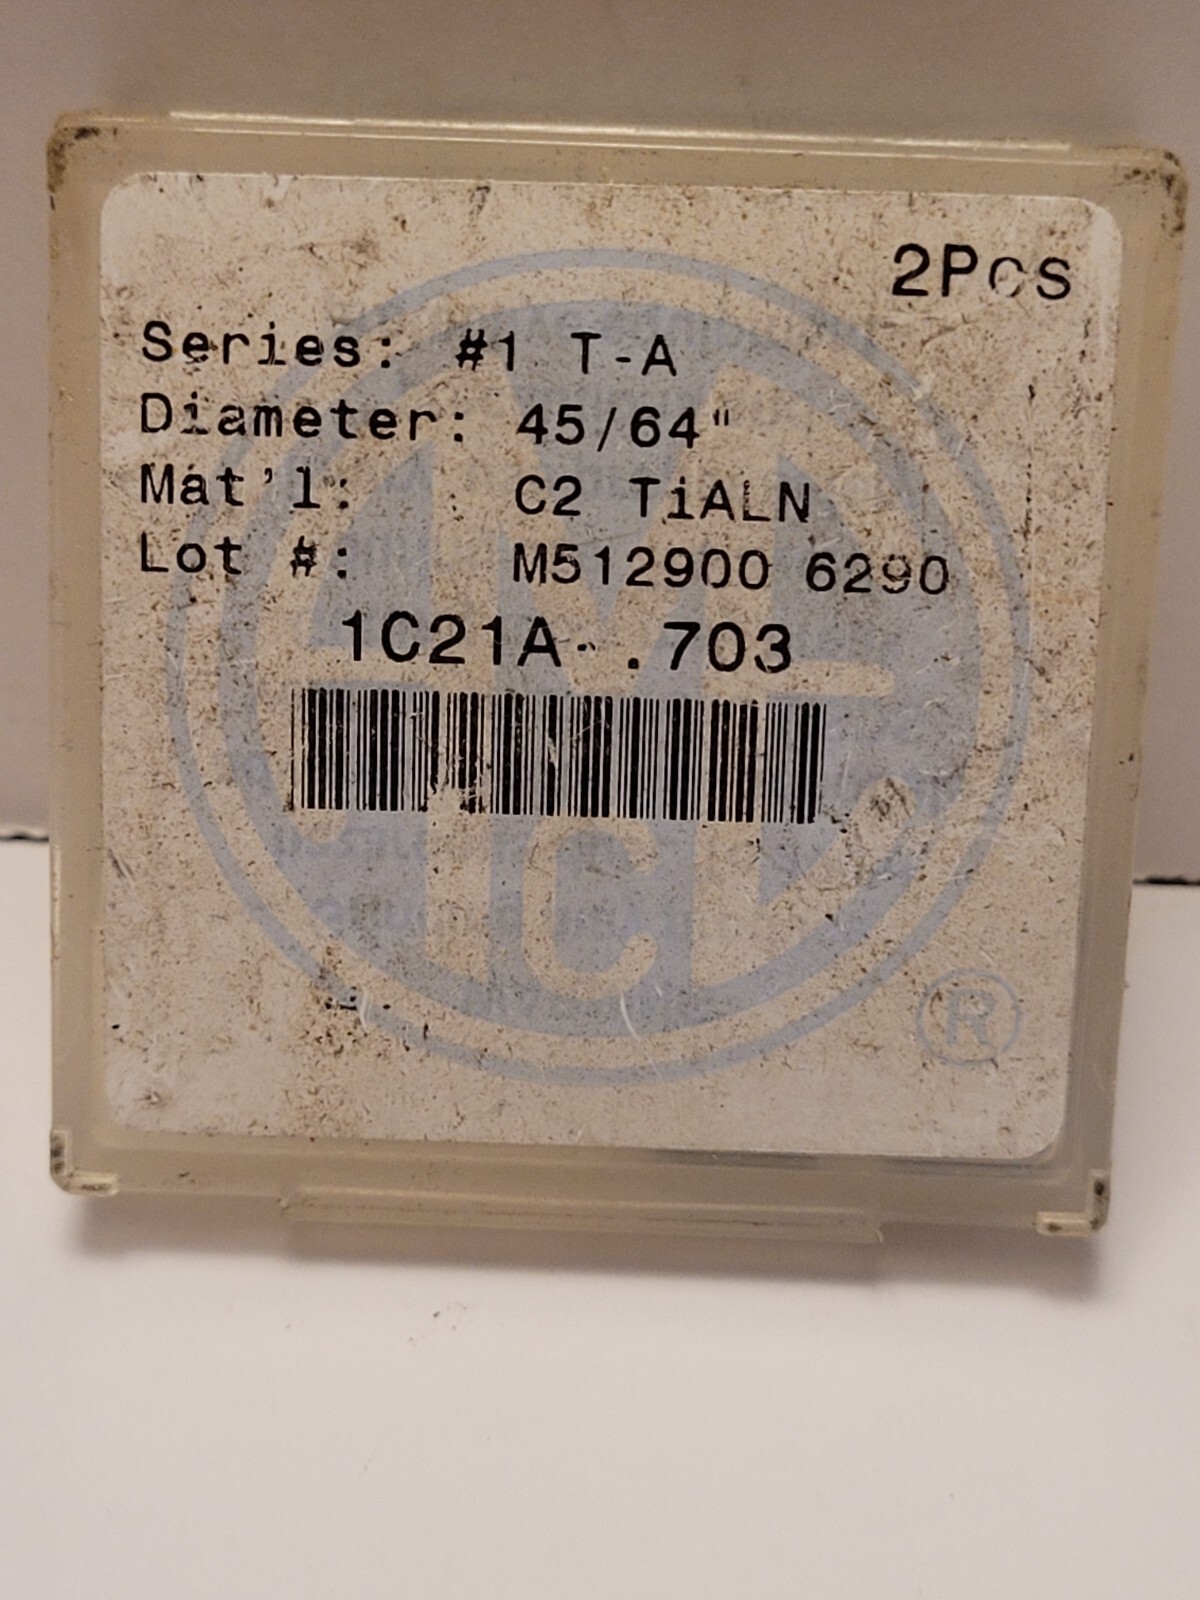 2Pcs
Series: #1 T-A
Diameter: 45/64"
Mat'l: C2 TiALN
Lot #: M512900 6290
1C21A-.703
AMEC
®